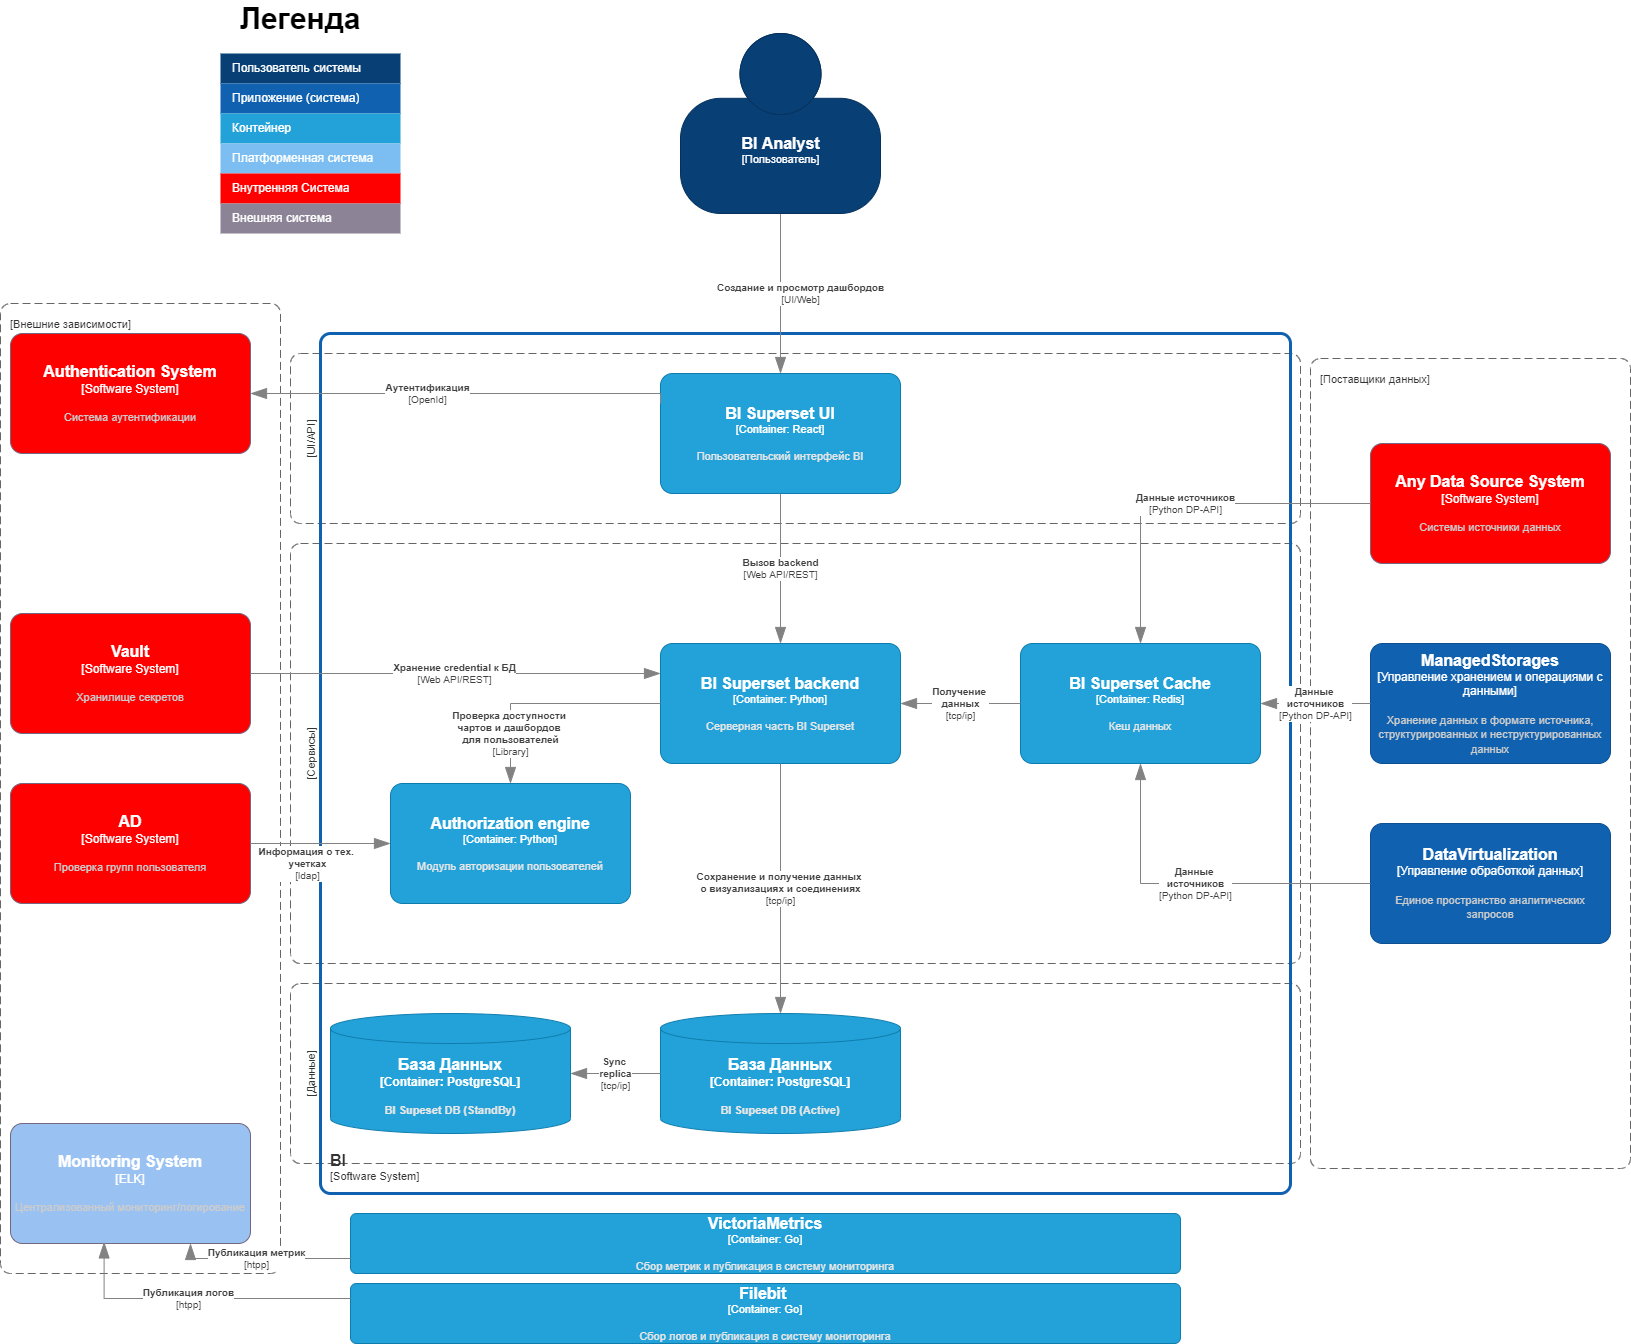 Легенда
Пользователь системы
Приложение (система)
Контейнер
Платформенная система
Внутренняя Система
Внешняя система
BI Analyst
[Пользователь]
Создание и просмотр дашбордов
[UI/Web]
[Внешние зависимости]
Authentication System
[Software System]
Система аутентификации
Аутентификация
[OpenId]
[UI/API]
BI Superset UI
[Container: React]
Пользовательский интерфейс BI
[Поставщики данных]
Any Data Source System
[Software System]
Системы источники данных
Данные источников
[Python DP-API]
Вызов backend
[Web API/REST]
Vault
[Software System]
Хранилище секретов
Хранение credential к БД
[Web API/REST]
BI Superset backend
[Container: Python]
Серверная часть BI Superset
Получение
данных
[tcp/ip]
BI Superset Cache
[Container: Redis]
Кеш данных
Данные
источников
[Python DP-API]
ManagedStorages
[Управление хранением и операциями с
данными]
Хранение данных в формате источника,
структурированных и неструктурированных
данных
Проверка доступности
чартов и дашбордов
для пользователей
[Library]
[Сервисы]
AD
[Software System]
Проверка групп пользователя
Информация о тех.
учетках
[ldap]
Authorization engine
[Container: Python]
Модуль авторизации пользователей
Сохранение и получение данных
о визуализациях и соединениях
[tcp/ip]
Данные
источников
[Python DP-API]
DataVirtualization
[Управление обработкой данных]
Единое пространство аналитических
запросов
[Данные]
База Данных
[Container: PostgreSQL]
BI Supeset DB (StandBy)
Sync
replica
[tcp/ip]
База Данных
[Container: PostgreSQL]
BI Supeset DB (Active)
BI
[Software System]
Monitoring System
[ELK]
Централизованный мониторинг/логирование
Публикация метрик
[htpp]
Публикация логов
[htpp]
VictoriaMetrics
[Container: Go]
Сбор метрик и публикация в систему мониторинга
Filebit
[Container: Go]
Сбор логов и публикация в систему мониторинга